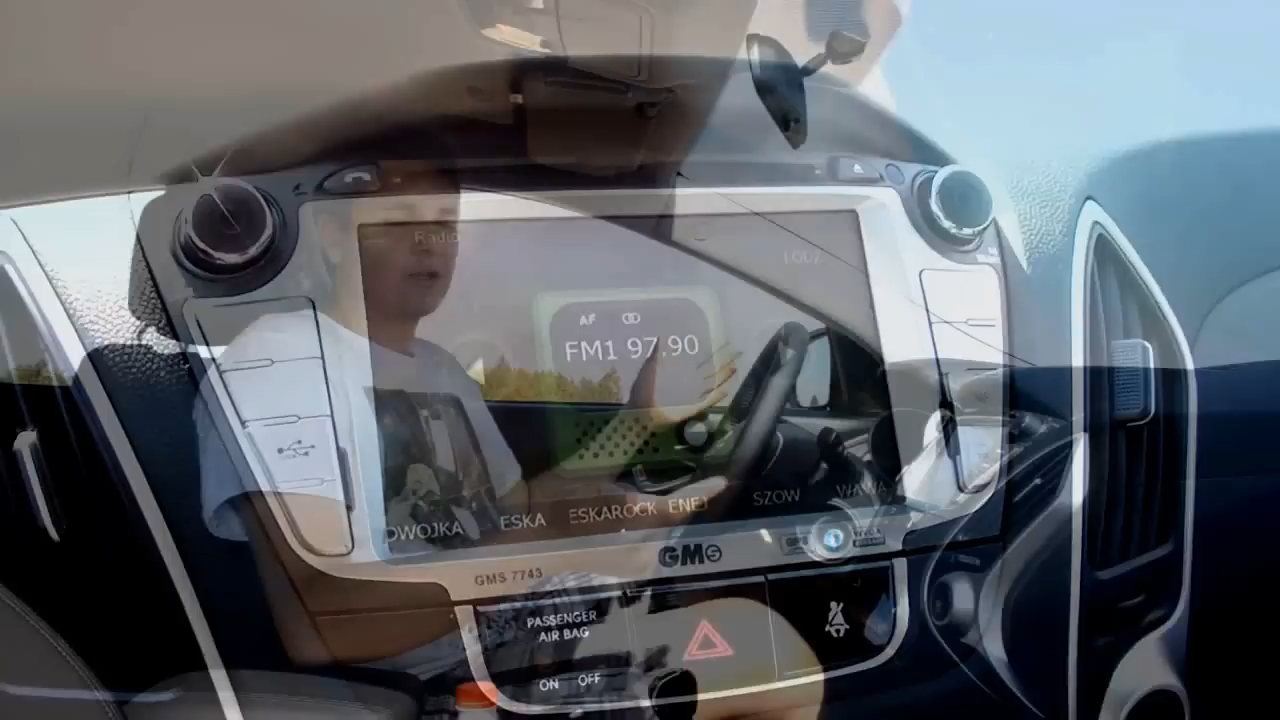 Radio
LODZ
AF
FM1 97.90
DWOJKA ESKA ESKAROCK ENEJ SZOW WAWA
GMS
GMS 7743
PASSENGER
AIR BAG
ON OFF